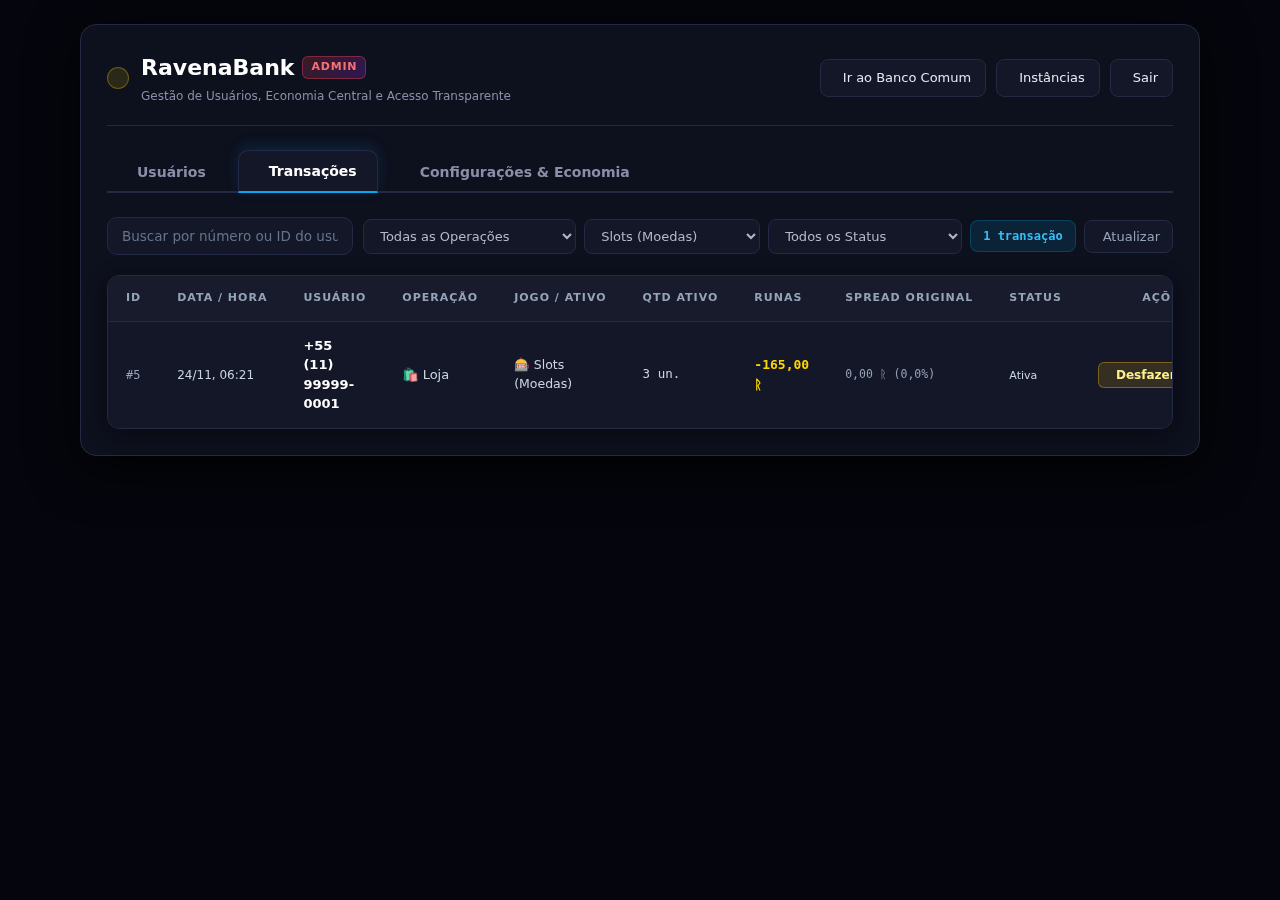 RavenaBank ADMIN
Gestão de Usuários, Economia Central e Acesso Transparente
Ir ao Banco Comum
Instâncias
Sair
Usuários
Transações
Configurações & Economia
Buscar por número ou ID do usu
Todas as Operações
Slots (Moedas)
Todos os Status
1 transação
Atualizar
ID DATA / HORA USUÁRIO OPERAÇÃO JOGO / ATIVO QTD ATIVO RUNAS SPREAD ORIGINAL STATUS AÇÕ
#5
24/11, 06:21
+55
(11)
99999-
0001
🛍️ Loja
🎰 Slots
(Moedas)
3 un.
-165,00
ᚱ
0,00 ᚱ (0,0%)
Ativa
Desfazer